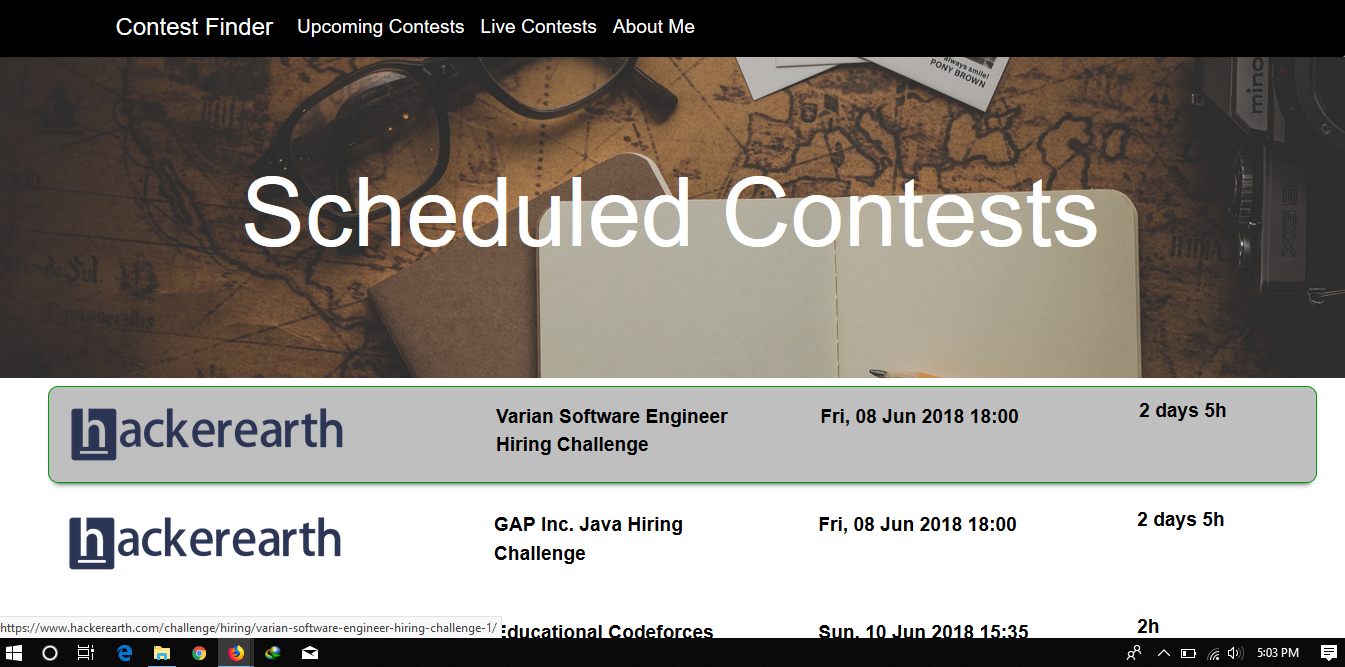 Contest Finder Upcoming Contests Live Contests About Me
always smile!
PONY BROWN
Scheduled Contests
hackerearth
Varian Software Engineer
Hiring Challenge
Fri, 08 Jun 2018 18:00
2 days 5h
hackerearth
GAP Inc. Java Hiring
Challenge
Fri, 08 Jun 2018 18:00
2 days 5h
Educational Codeforces
Sun, 10 Jun 2018 15:35
2h
https://www.hackerearth.com/challenge/hiring/varian-software-engineer-hiring-challenge-1/
5:03 PM